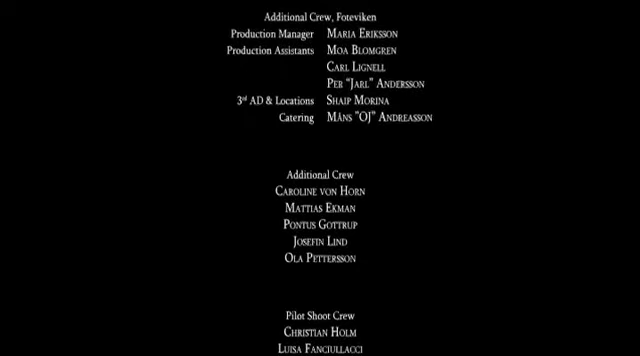 Additional Crew, Foteviken
Production Manager Maria Eriksson
Production Assistants Moa Blomgren
Carl Lignell
Per “Jarl” Andersson
3rd AD & Locations Shaip Morina
Catering Måns ”OJ” Andreasson
Additional Crew
Caroline von Horn
Mattias Ekman
Pontus Gottrup
Josefin Lind
Ola Pettersson
Pilot Shoot Crew
Christian Holm
Luisa Fanciullacci